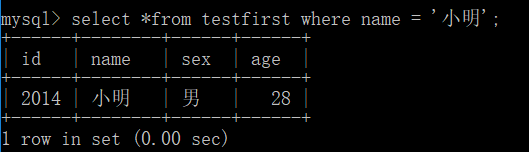 mysql> select *from testfirst where name = '小明';
+------+--------+------+------+
| id   | name   | sex  | age  |
+------+--------+------+------+
| 2014 | 小明   | 男   |   28 |
+------+--------+------+------+
1 row in set (0.00 sec)